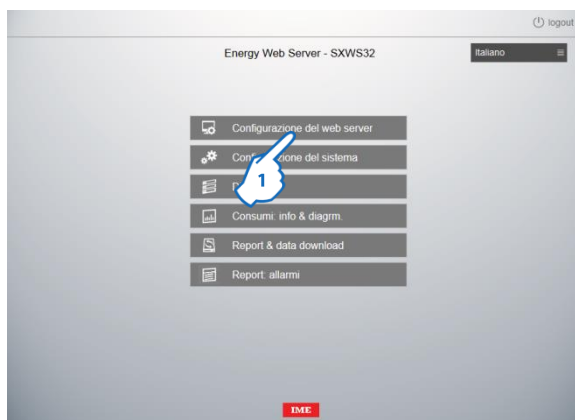 logout
Energy Web Server - SXWS32
Italiano
Configurazione del web server
del sistema
1
Consumi: info & diagrm.
Report & data download
Report: allarmi
IME